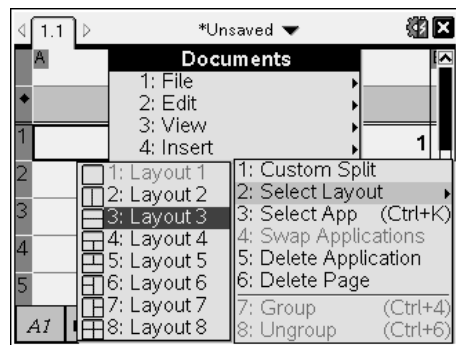 1.1 *Unsaved
A
Documents
1: File
2: Edit
3: View
4: Insert
1 1
2
3
4
5
1: Layout 1
2: Layout 2
3: Layout 3
4: Layout 4
5: Layout 5
6: Layout 6
7: Layout 7
8: Layout 8
1: Custom Split
2: Select Layout
3: Select App (Ctrl+K)
4: Swap Applications
5: Delete Application
6: Delete Page
7: Group (Ctrl+4)
8: Ungroup (Ctrl+6)
A1